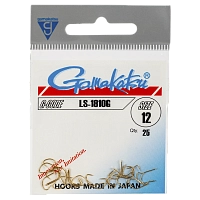 Gamakatsu
LS-1810G
SIZE
12
Qty. 25
HOOKS MADE IN JAPAN